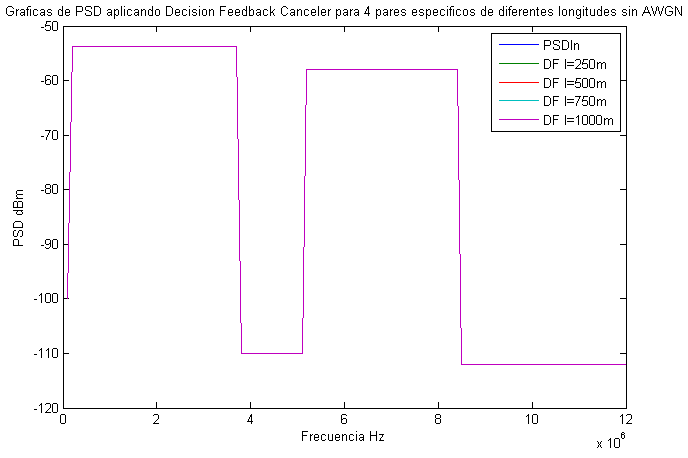 Graficas de PSD aplicando Decision Feedback Canceler para 4 pares especificos de diferentes longitudes sin AWGN
-50
-60
-70
-80
-90
-100
-110
-120
PSD dBm
PSDIn
DF l=250m
DF l=500m
DF l=750m
DF l=1000m
0 2 4 6 8 10 12
Frecuencia Hz
x 10^6